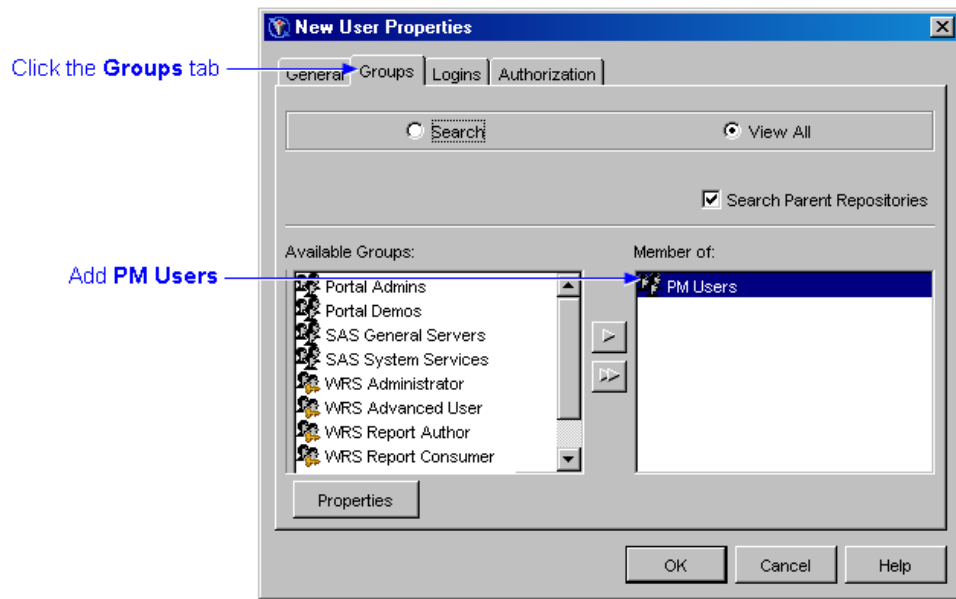 New User Properties
Click the Groups tab
General Groups Logins Authorization
Search View All
Search Parent Repositories
Available Groups: Member of:
Add PM Users
Portal Admins PM Users
Portal Demos
SAS General Servers
SAS System Services
WRS Administrator
WRS Advanced User
WRS Report Author
WRS Report Consumer
Properties
OK Cancel Help